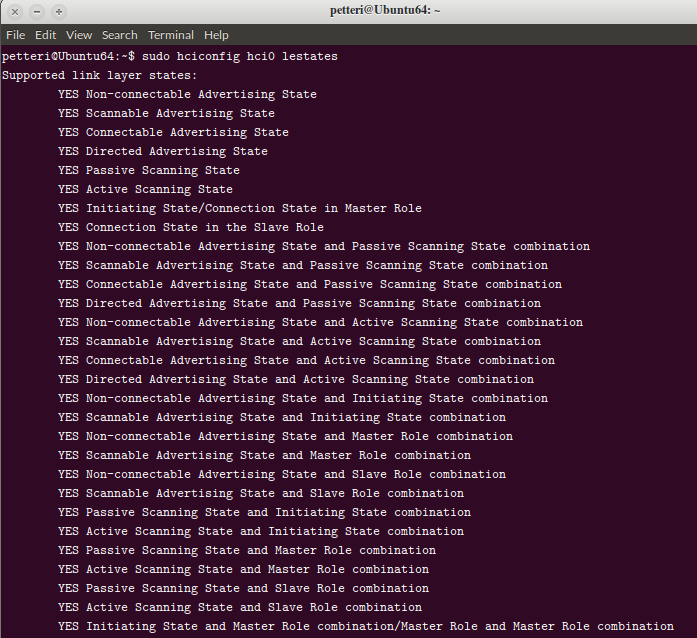 petteri@Ubuntu64: ~
File Edit View Search Terminal Help
petteri@Ubuntu64:~$ sudo hciconfig hci0 lestates
Supported link layer states:
YES Non-connectable Advertising State
YES Scannable Advertising State
YES Connectable Advertising State
YES Directed Advertising State
YES Passive Scanning State
YES Active Scanning State
YES Initiating State/Connection State in Master Role
YES Connection State in the Slave Role
YES Non-connectable Advertising State and Passive Scanning State combination
YES Scannable Advertising State and Passive Scanning State combination
YES Connectable Advertising State and Passive Scanning State combination
YES Directed Advertising State and Passive Scanning State combination
YES Non-connectable Advertising State and Active Scanning State combination
YES Scannable Advertising State and Active Scanning State combination
YES Connectable Advertising State and Active Scanning State combination
YES Directed Advertising State and Active Scanning State combination
YES Non-connectable Advertising State and Initiating State combination
YES Scannable Advertising State and Initiating State combination
YES Non-connectable Advertising State and Master Role combination
YES Scannable Advertising State and Master Role combination
YES Non-connectable Advertising State and Slave Role combination
YES Scannable Advertising State and Slave Role combination
YES Passive Scanning State and Initiating State combination
YES Active Scanning State and Initiating State combination
YES Passive Scanning State and Master Role combination
YES Active Scanning State and Master Role combination
YES Passive Scanning State and Slave Role combination
YES Active Scanning State and Slave Role combination
YES Initiating State and Master Role combination/Master Role and Master Role combination